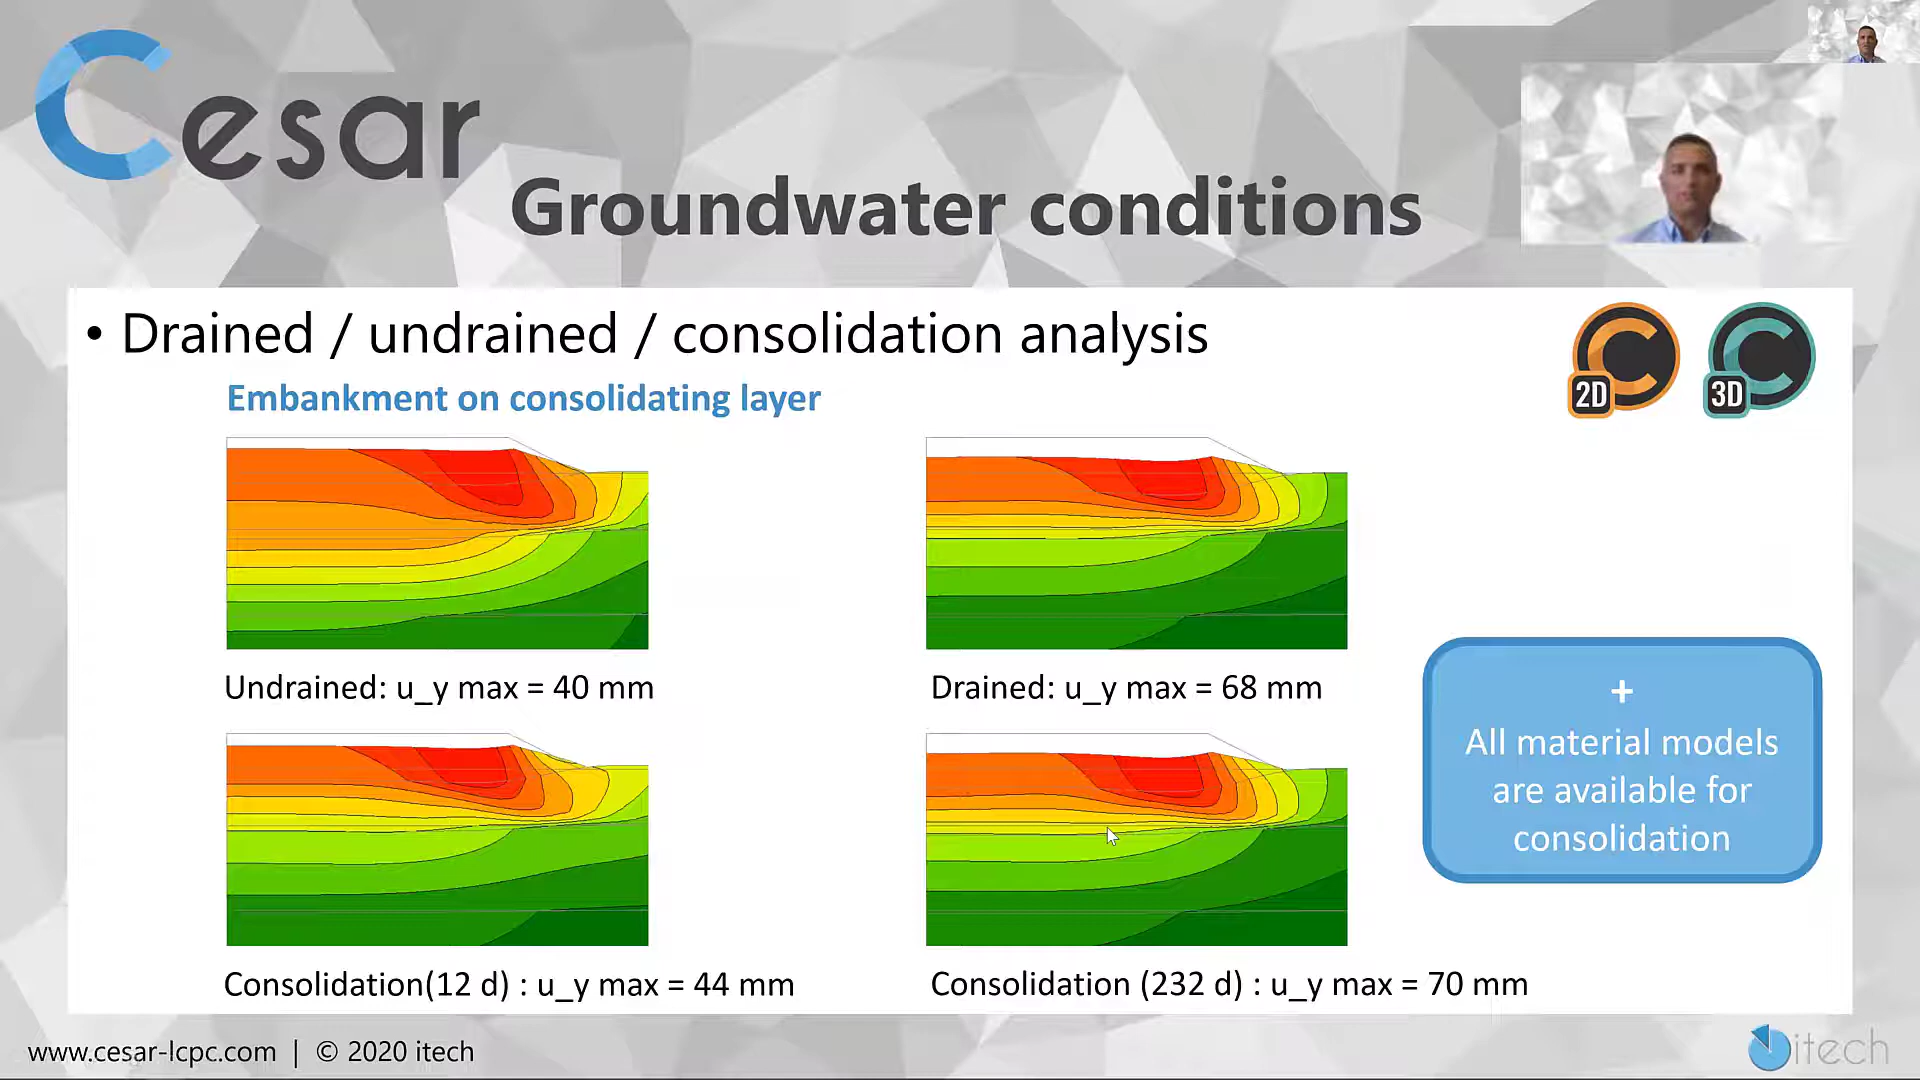 Cesar
Groundwater conditions
• Drained / undrained / consolidation analysis
2D
3D
Embankment on consolidating layer
Undrained: u_y max = 40 mm
Drained: u_y max = 68 mm
+
All material models
are available for
consolidation
Consolidation(12 d) : u_y max = 44 mm
Consolidation (232 d) : u_y max = 70 mm
www.cesar-lcpc.com | © 2020 itech
itech